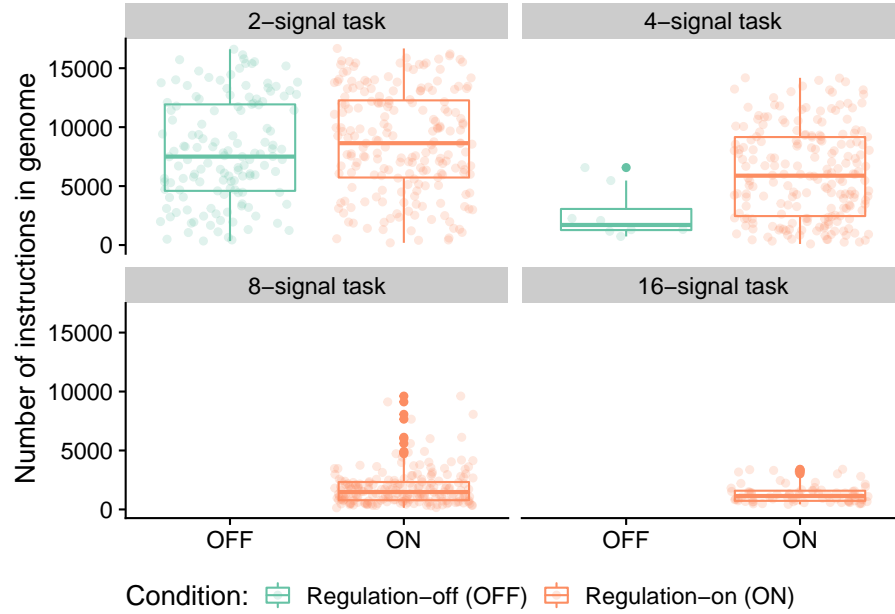 2−signal task
4−signal task
Number of instructions in genome
15000
10000
5000
0
8−signal task
16−signal task
15000
10000
5000
0
OFF
ON
OFF
ON
Condition:
Regulation−off (OFF)
Regulation−on (ON)